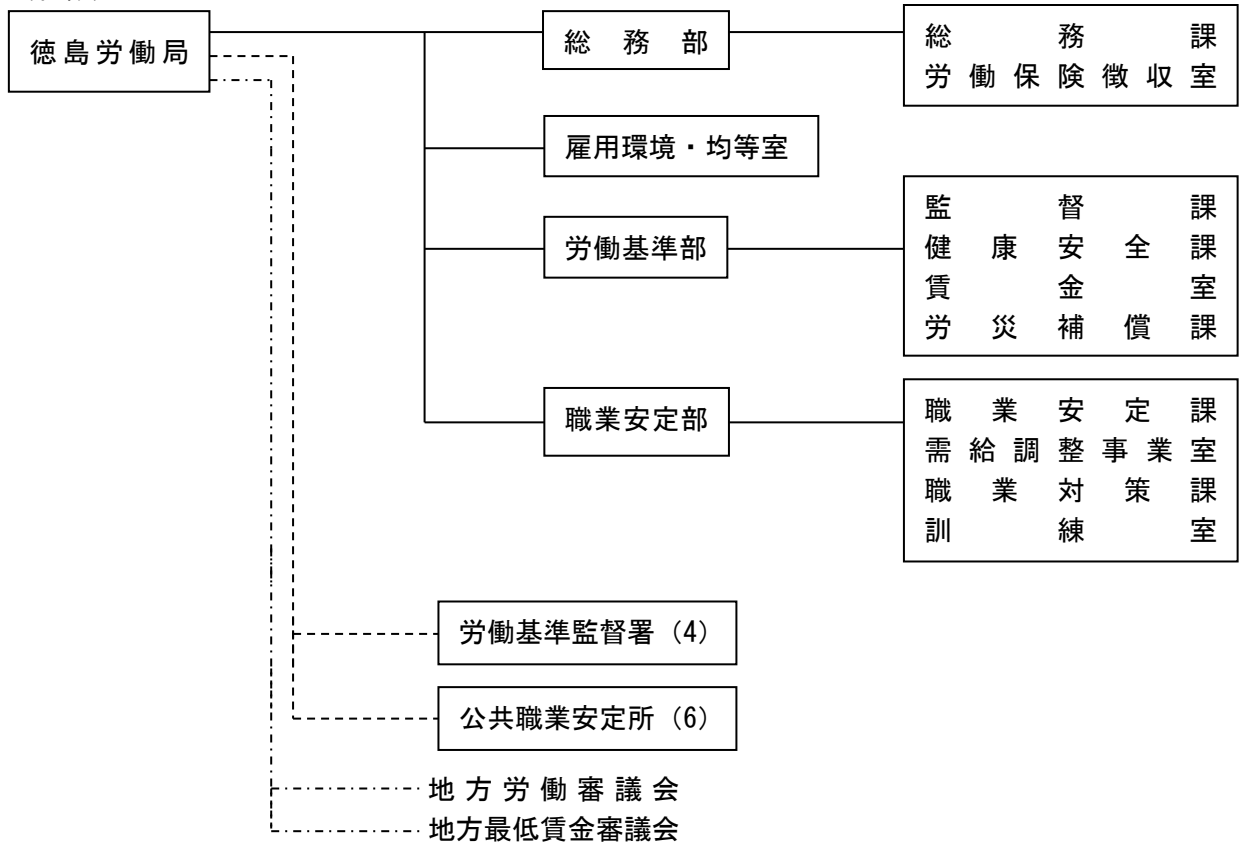 徳島労働局
総務部
総務課
労働保険徴収室
雇用環境・均等室
労働基準部
監督課
健康安全課
賃金室
労災補償課
職業安定部
職業安定課
需給調整事業室
職業対策課
訓練室
労働基準監督署（4）
公共職業安定所（6）
地方労働審議会
地方最低賃金審議会